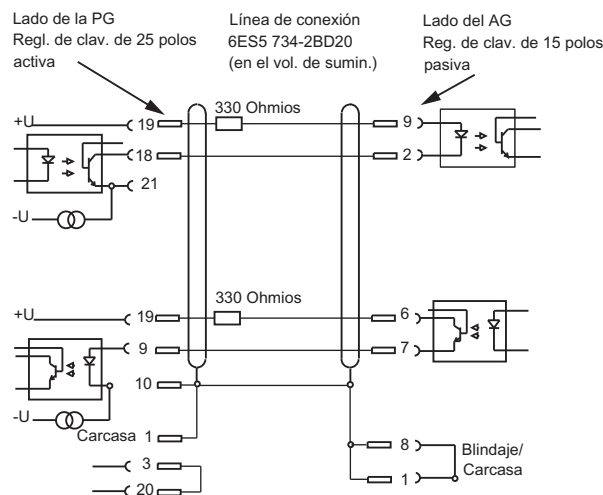 Lado de la PG
Regl. de clav. de 25 polos
activa
Línea de conexión
6ES5 734-2BD20
(en el vol. de sumin.)
Lado del AG
Reg. de clav. de 15 polos
pasiva
330 Ohmios
+U
19
9
18
2
21
-U
330 Ohmios
+U
19
6
9
7
10
-U
Carcasa 1
8
Blindaje/
Carcasa
3
1
20